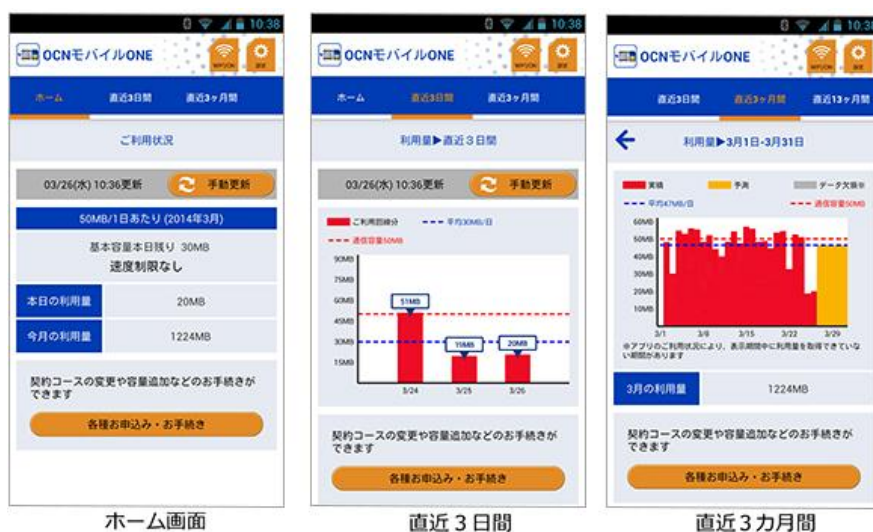 10:38
OCNモバイルONE
ホーム 直近3日間 直近3ヶ月間
ご利用状況
03/26(水) 10:36更新 手動更新
50MB/1日あたり (2014年3月)
基本容量本日残り 30MB
速度制限なし
本日の利用量 20MB
今月の利用量 1224MB
契約コースの変更や容量追加などのお手続きが
できます
各種お申込み・お手続き
ホーム画面
10:38
OCNモバイルONE
ホーム 直近3日間 直近3ヶ月間
利用量▶直近３日間
03/26(水) 10:36更新 手動更新
ご利用回線分 平均30MB/日
通信容量50MB
90MB
75MB
60MB
51MB
45MB
30MB
20MB
15MB
3/24 3/25 3/26
契約コースの変更や容量追加などのお手続きが
できます
各種お申込み・お手続き
直近３日間
10:38
OCNモバイルONE
直近3日間 直近3ヶ月間 直近13ヶ月間
利用量▶3月1日-3月31日
実績 予測 データ欠損※
平均47MB/日 通信容量50MB
60MB
50MB
40MB
30MB
20MB
10MB
3/1 3/8 3/15 3/22 3/29
※アプリのご利用状況により、表示期間中に利用量を取得できていな
い期間があります
3月の利用量 1224MB
契約コースの変更や容量追加などのお手続きが
できます
各種お申込み・お手続き
直近３カ月間